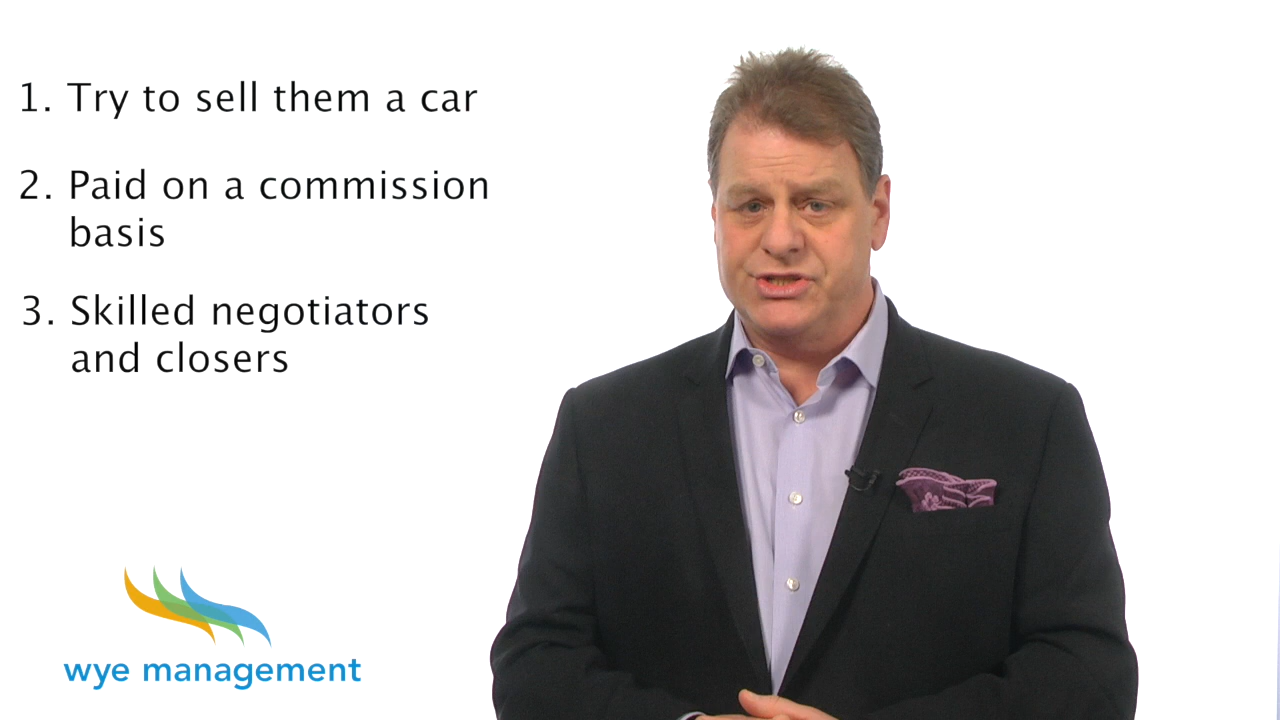 1. Try to sell them a car
2. Paid on a commission
basis
3. Skilled negotiators
and closers
wye management